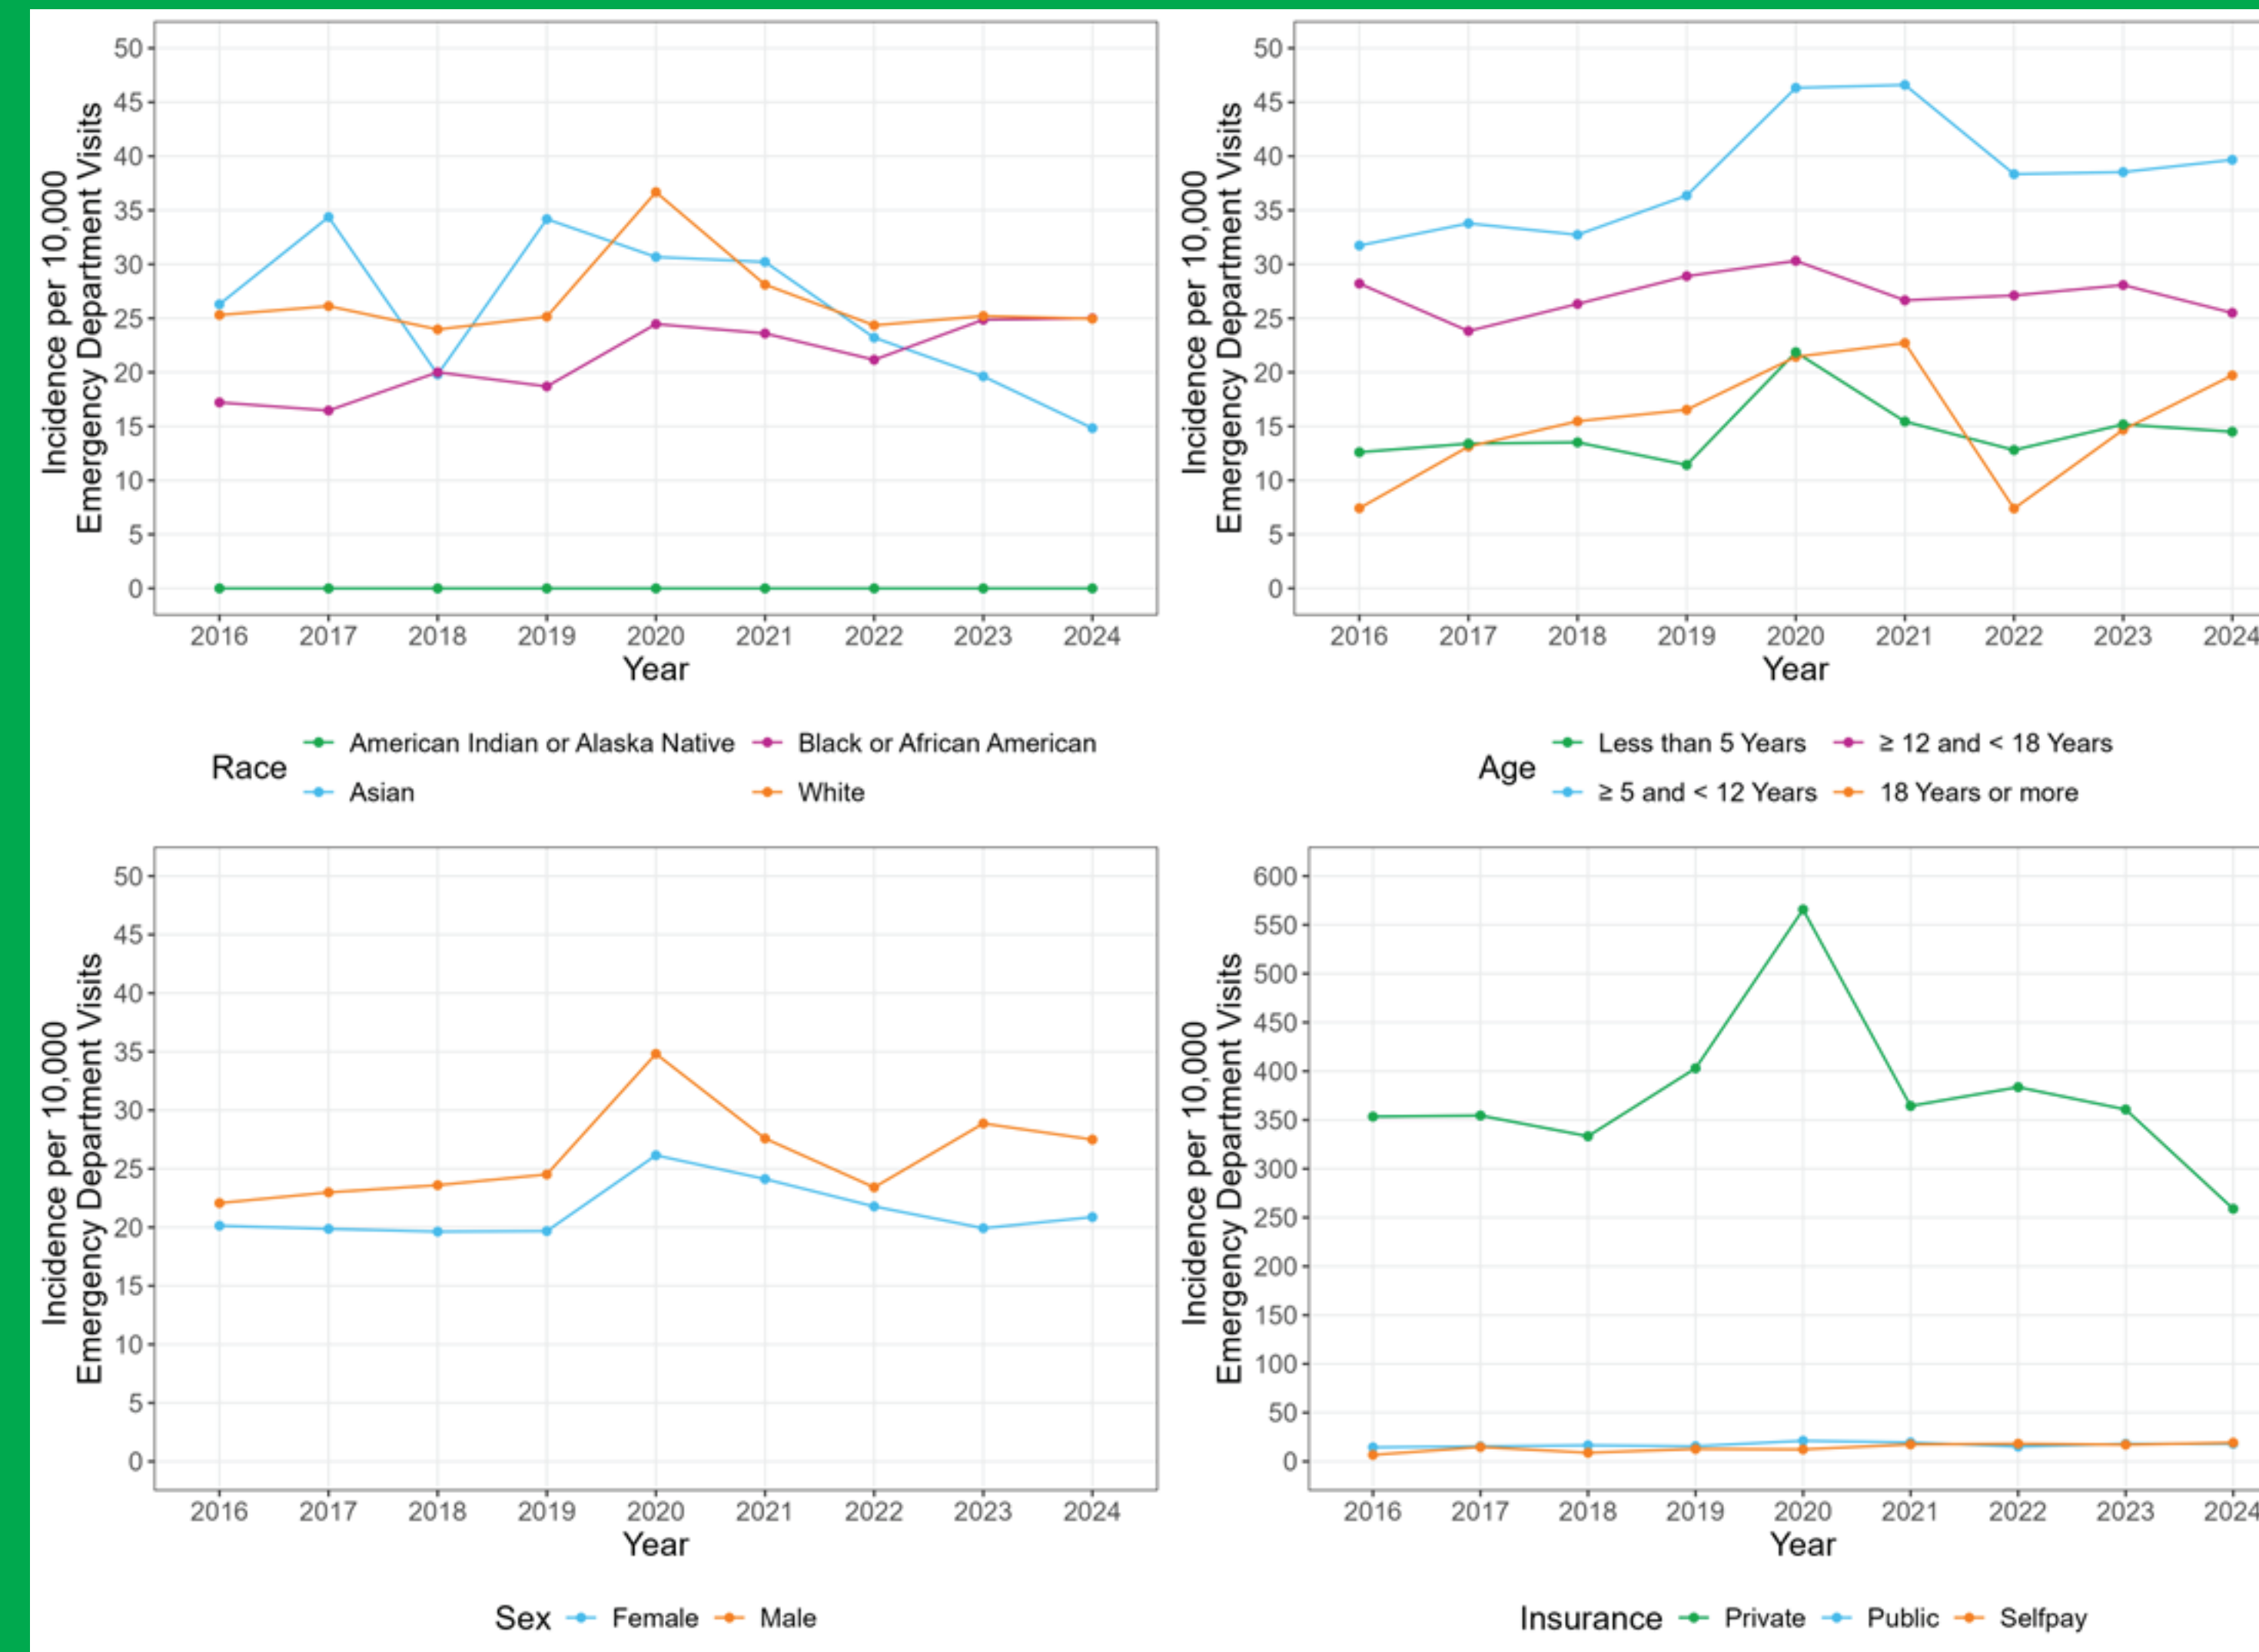 50
45
40
35
30
25
20
15
10
5
0
Incidence per 10,000
Emergency Department Visits
2016 2017 2018 2019 2020 2021 2022 2023 2024
Year
Race
American Indian or Alaska Native
Black or African American
Asian
White
50
45
40
35
30
25
20
15
10
5
0
Incidence per 10,000
Emergency Department Visits
2016 2017 2018 2019 2020 2021 2022 2023 2024
Year
Age
Less than 5 Years
≥ 12 and < 18 Years
≥ 5 and < 12 Years
18 Years or more
50
45
40
35
30
25
20
15
10
5
0
Incidence per 10,000
Emergency Department Visits
2016 2017 2018 2019 2020 2021 2022 2023 2024
Year
Sex Female Male
600
550
500
450
400
350
300
250
200
150
100
50
0
Incidence per 10,000
Emergency Department Visits
2016 2017 2018 2019 2020 2021 2022 2023 2024
Year
Insurance Private Public Selfpay